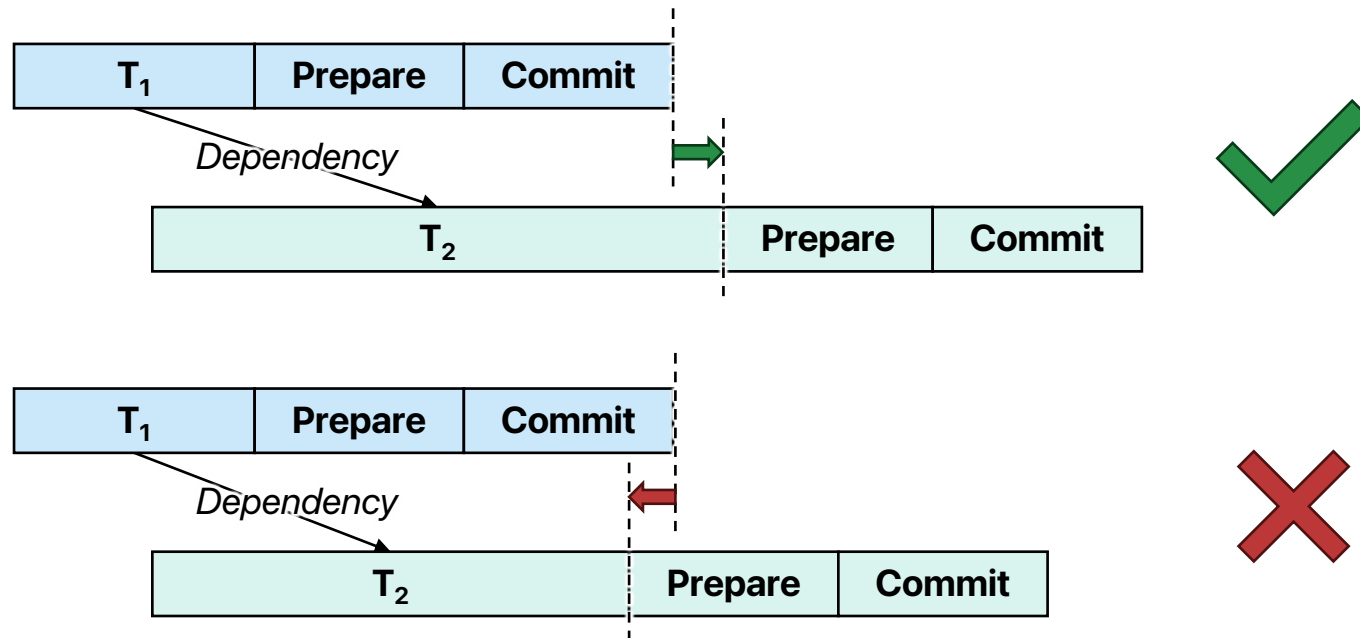 T₁ Prepare Commit
Dependency
T₂ Prepare Commit
T₁ Prepare Commit
Dependency
T₂ Prepare Commit